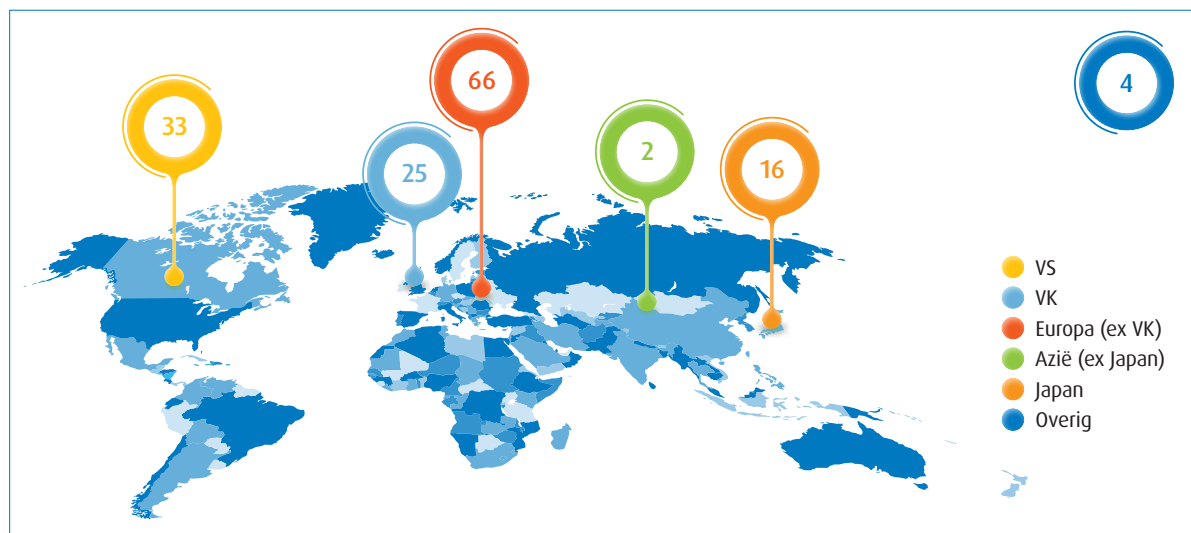 66
4
33
2
25
16
VS
VK
Europa (ex VK)
Azië (ex Japan)
Japan
Overig